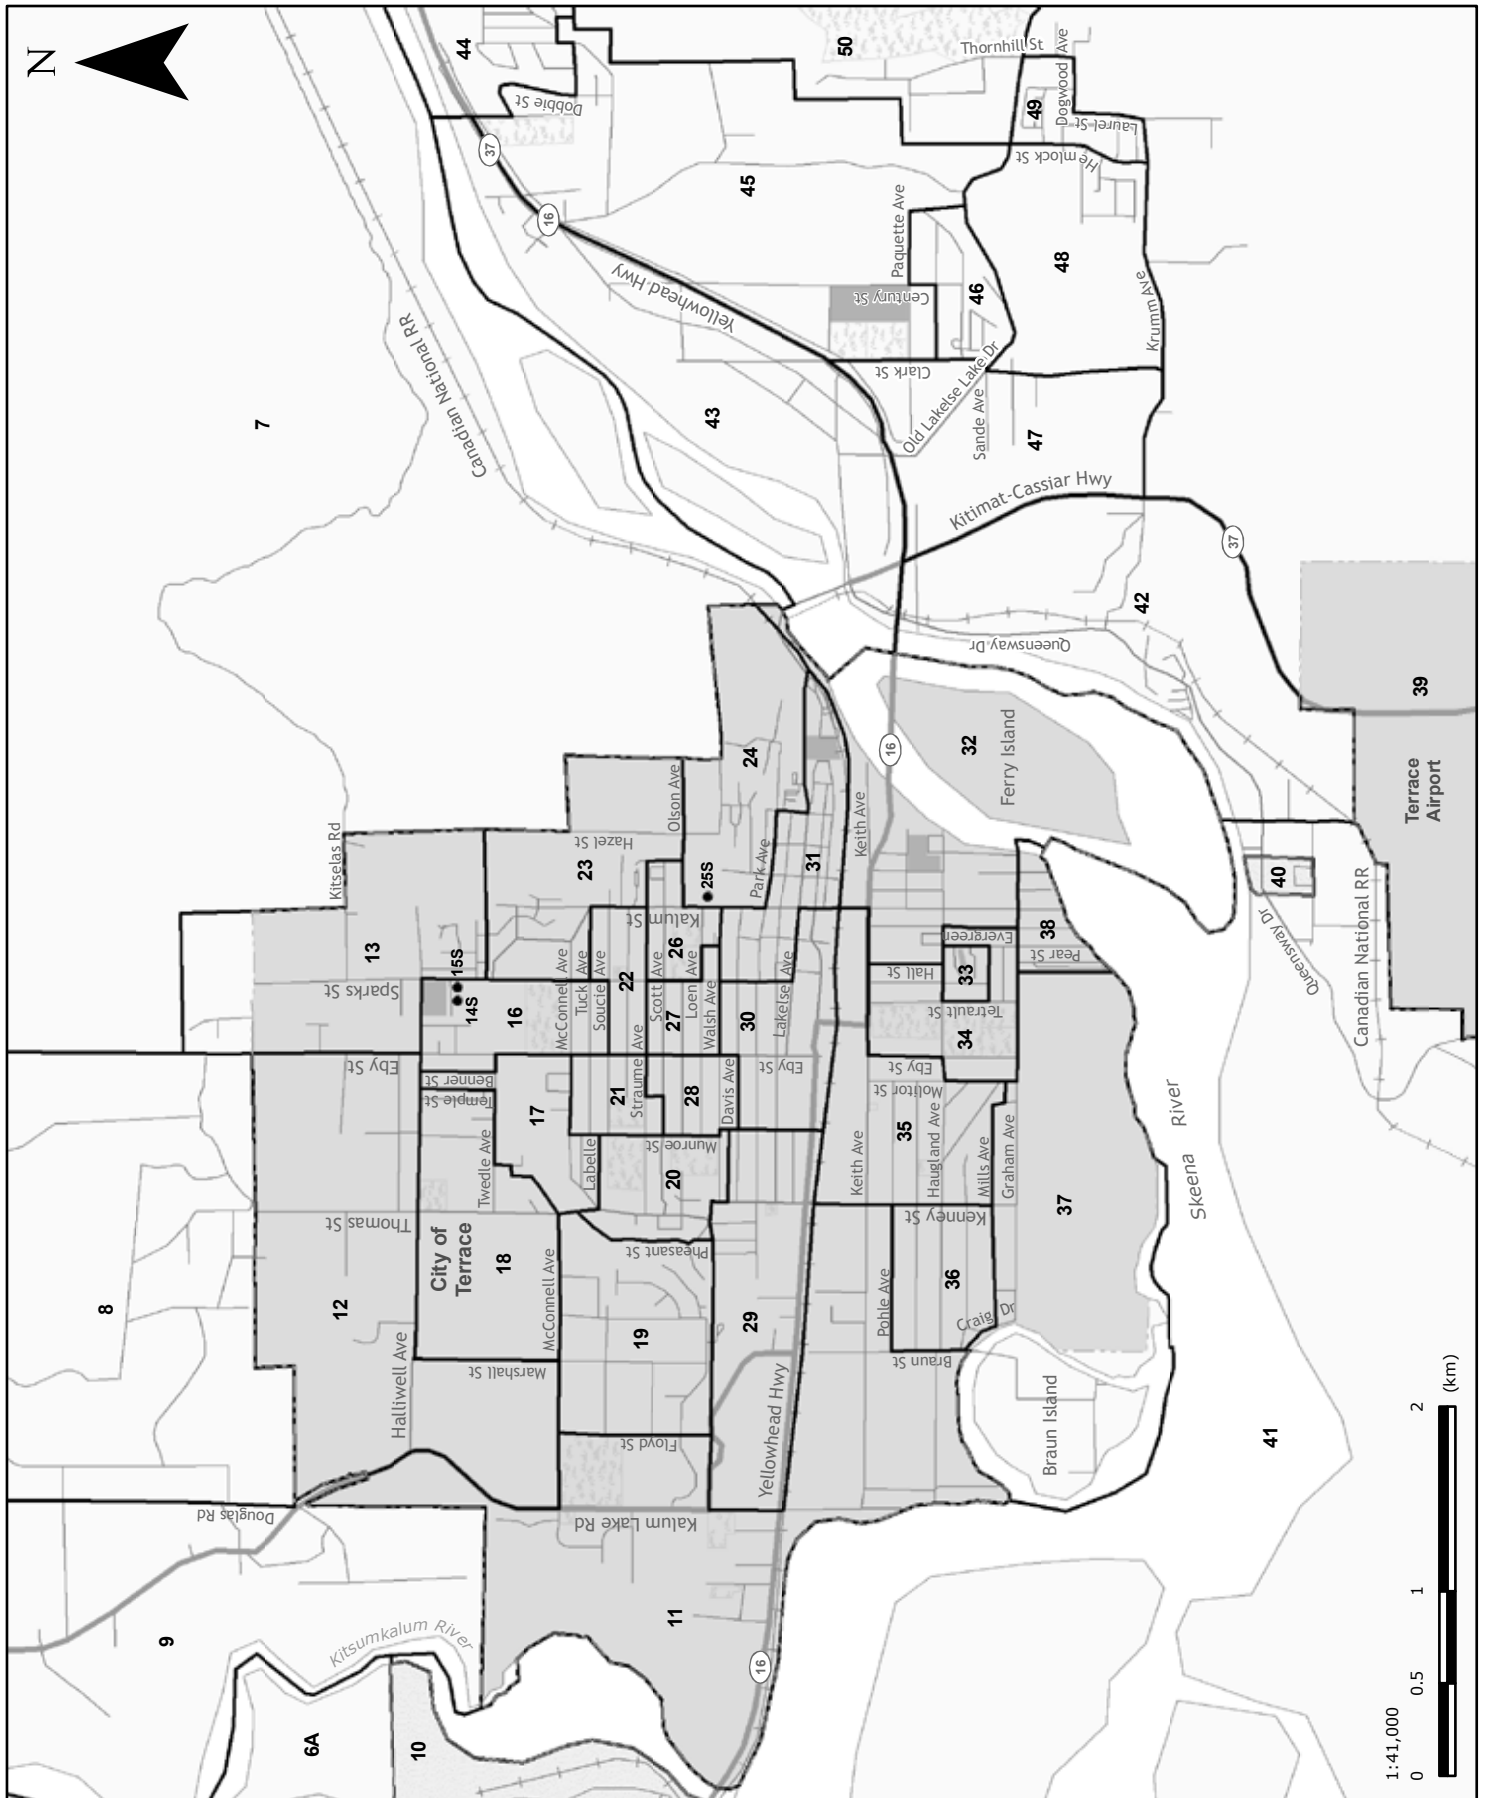 N
44
50
Thornhill St
Dogwood Ave
49
Dobbie St
Laurel St
37
Hemlock St
45
16
Paquette Ave
48
46
Century St
Yellowhead Hwy
Krumm Ave
Canadian National RR
7
43
Clark St
Old Lakelse Lake Dr
Sande Ave
47
Kitimat-Cassiar Hwy
37
42
Queensway Dr
39
Terrace
Airport
32
Ferry Island
16
24
Olson Ave
Hazel St
Kitselas Rd
23
25S
Park Ave
31
Keith Ave
40
Queensway Dr
Canadian National RR
38
Pear St
Evergreen
Kalum St
13
15S
14S
Sparks St
26
22
McConnell Ave
Tuck Ave
Soucie Ave
Scott Ave
Loen Ave
Walsh Ave
27
Lakelse Ave
30
16
Hall St
33
Tetrault St
34
Eby St
Eby St
Eby St
Benner St
Temple St
Molitor St
21
Straume Ave
28
Davis Ave
17
Twedle Ave
Labelle
Munroe St
20
Keith Ave
35
Haugland Ave
Mills Ave
Graham Ave
Skeena River
Thomas St
City of
Terrace
18
Kenney St
37
8
12
Pheasant St
McConnell Ave
19
29
Pohle Ave
36
Craig Dr
Halliwell Ave
Marshall St
Braun St
Yellowhead Hwy
Braun Island
41
Floyd St
Douglas Rd
Kalum Lake Rd
9
Kitsumkalum River
11
16
6A
10
1:41,000
0
0.5
1
2
(km)